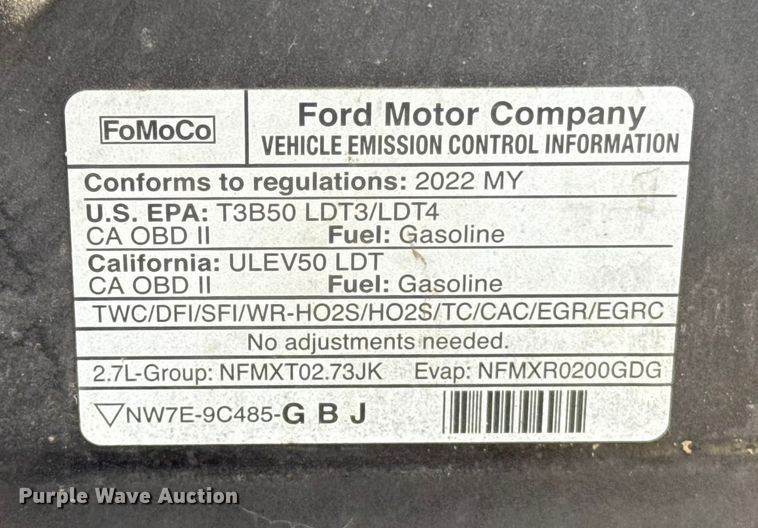 FoMoCo
Ford Motor Company
VEHICLE EMISSION CONTROL INFORMATION
Conforms to regulations: 2022 MY
U.S. EPA: T3B50 LDT3/LDT4
CA OBD II Fuel: Gasoline
California: ULEV50 LDT
CA OBD II Fuel: Gasoline
TWC/DFI/SFI/WR-HO2S/HO2S/TC/CAC/EGR/EGRC
No adjustments needed.
2.7L-Group: NFMXT02.73JK Evap: NFMXR0200GDG
NW7E-9C485-G B J
Purple Wave Auction